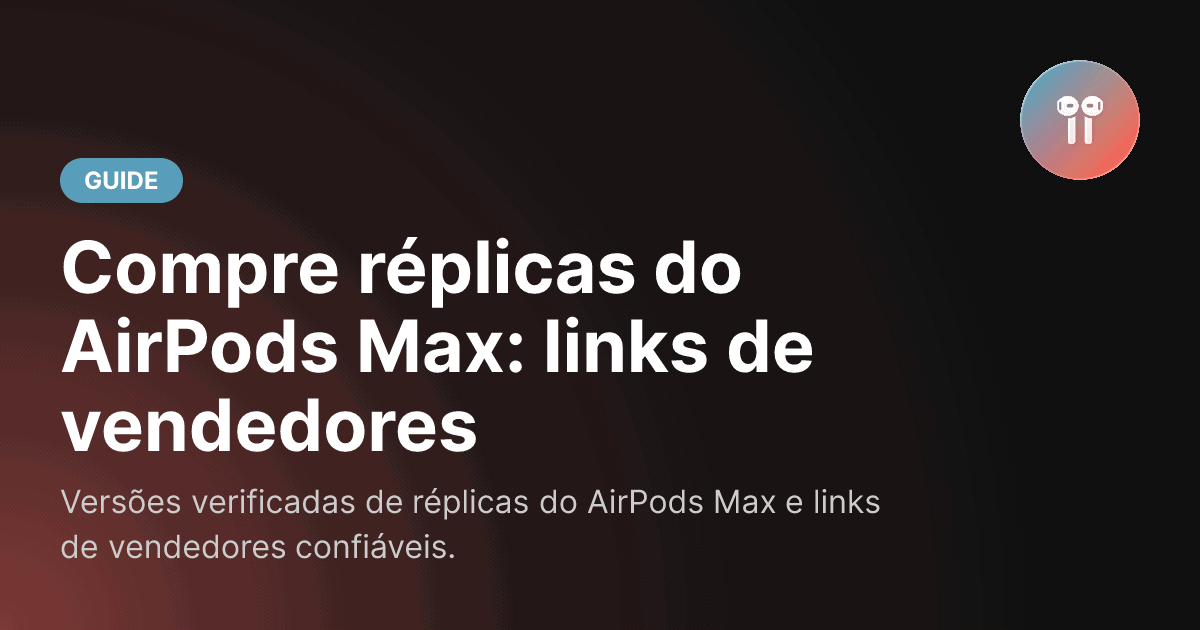 GUIDE
Compre réplicas do
AirPods Max: links de
vendedores
Versões verificadas de réplicas do AirPods Max e links
de vendedores confiáveis.